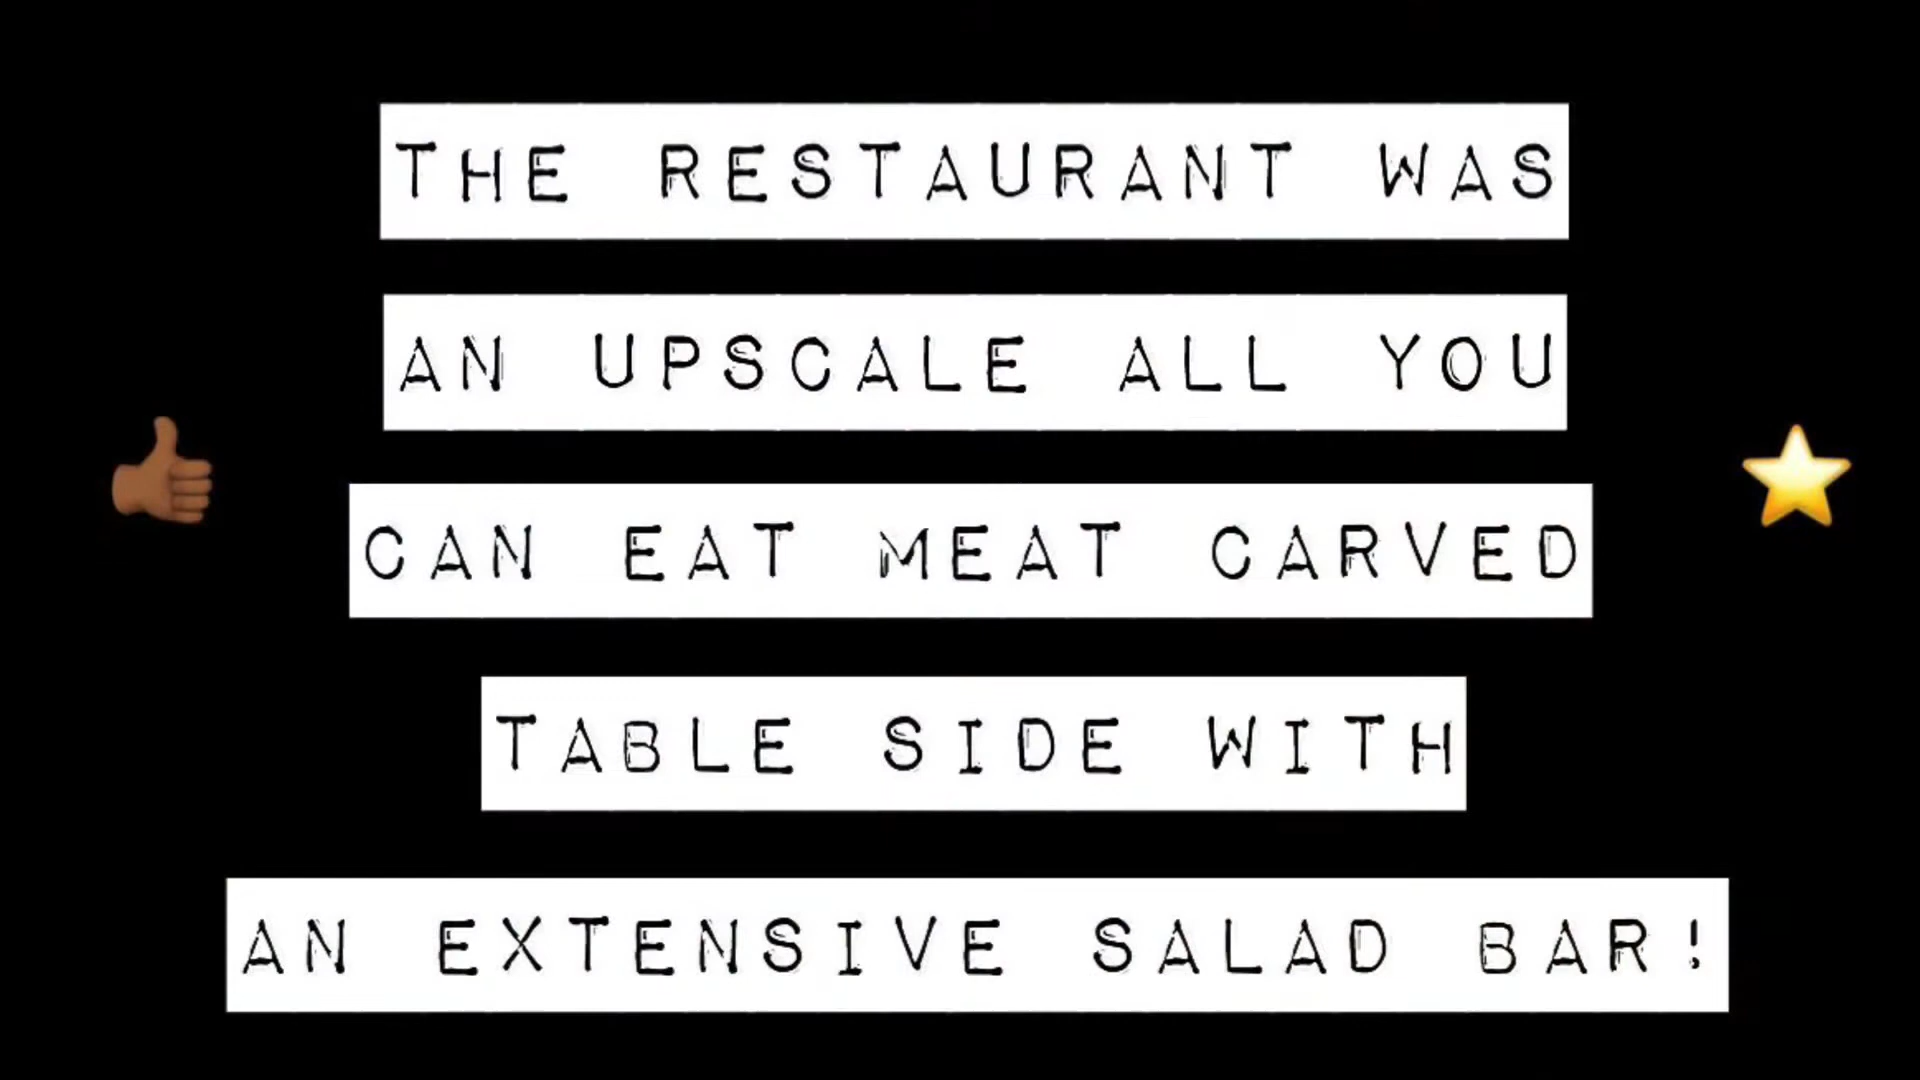 THE RESTAURANT WAS
AN UPSCALE ALL YOU
CAN EAT MEAT CARVED
TABLE SIDE WITH
AN EXTENSIVE SALAD BAR!